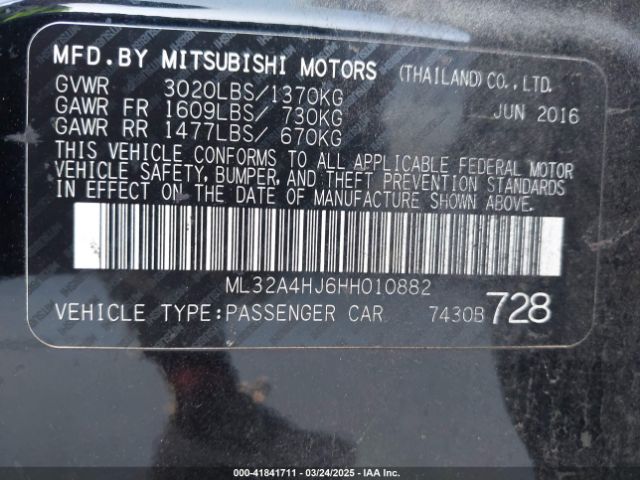 MFD.BY MITSUBISHI MOTORS (THAILAND) CO., LTD.
GVWR 3020LBS/1370KG
GAWR FR 1609LBS/ 730KG JUN 2016
GAWR RR 1477LBS/ 670KG
THIS VEHICLE CONFORMS TO ALL APPLICABLE FEDERAL MOTOR
VEHICLE SAFETY, BUMPER, AND THEFT PREVENTION STANDARDS
IN EFFECT ON THE DATE OF MANUFACTURE SHOWN ABOVE.
ML32A4HJ6HH010882
VEHICLE TYPE:PASSENGER CAR 7430B 728
000-41841711 - 03/24/2025 - IAA Inc.